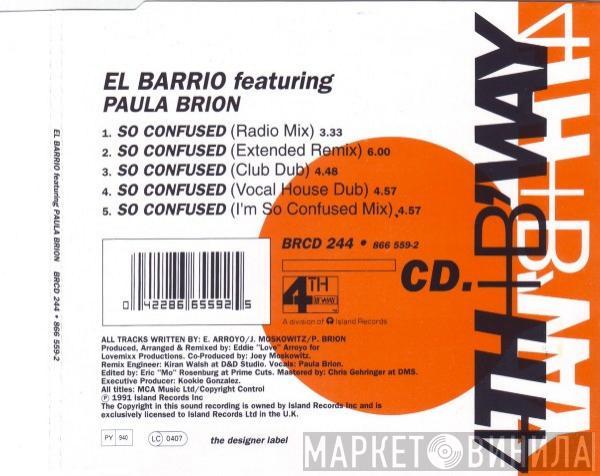 EL BARRIO featuring
PAULA BRION
1. SO CONFUSED (Radio Mix) 3.33
2. SO CONFUSED (Extended Remix) 6.00
3. SO CONFUSED (Club Dub) 4.48
4. SO CONFUSED (Vocal House Dub) 4.57
5. SO CONFUSED (I'm So Confused Mix) 4.57
BRCD 244 • 866 559-2
CD.
4TH
B'WAY
A division of Island Records
0 42286 65592 5
ALL TRACKS WRITTEN BY: E. ARROYO/J. MOSKOWITZ/P. BRION
Produced, Arranged & Remixed by: Eddie "Love" Arroyo for
Lovemixx Productions. Co-Produced by: Joey Moskowitz.
Remix Engineer: Kiran Walsh at D&D Studio. Vocals: Paula Brion.
Edited by: Eric "Mo" Rosenburg at Prime Cuts. Mastered by: Chris Gehringer at DMS.
Executive Producer: Kookie Gonzalez.
All titles: MCA Music Ltd/Copyright Control
℗ 1991 Island Records Inc
The Copyright in this sound recording is owned by Island Records Inc and is
exclusively licensed to Island Records Ltd in the U.K.
PY 940
LC 0407
the designer label
EL BARRIO featuring PAULA BRION BRCD 244 • 866 559-2
4TH + B'WAY
4TH + B'WAY
МАРКЕТ ВИНИЛА